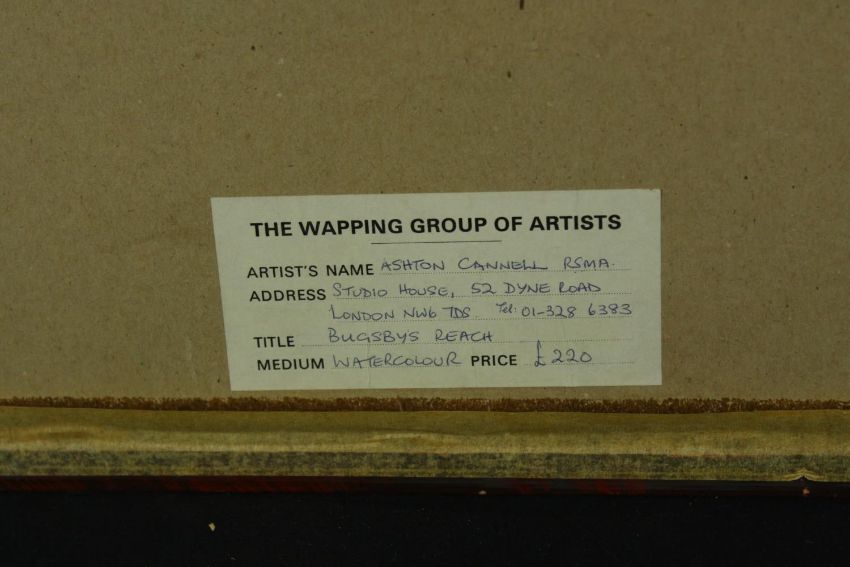 THE WAPPING GROUP OF ARTISTS
ARTIST'S NAME ASHTON CANNELL RSMA.
ADDRESS STUDIO HOUSE, 52 DYNE ROAD
LONDON NW6 7DS. Tel: 01-328 6383
TITLE BUGSBYS REACH
MEDIUM WATERCOLOUR PRICE £220